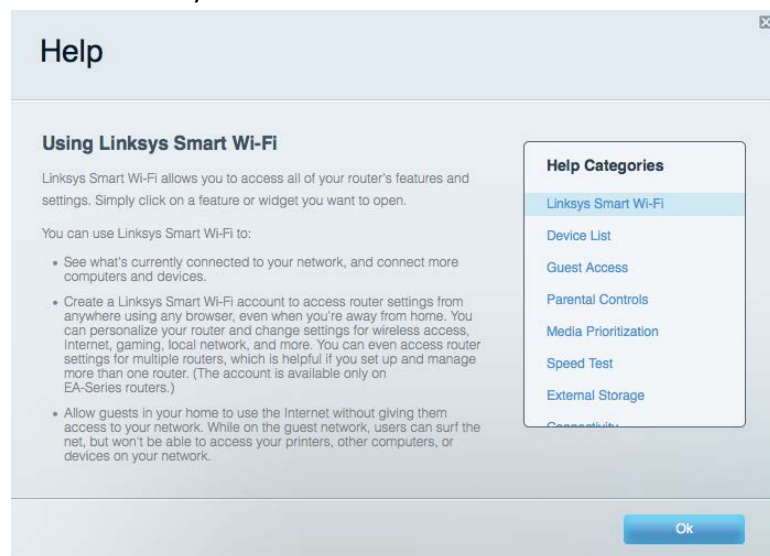 Help
Using Linksys Smart Wi-Fi
Linksys Smart Wi-Fi allows you to access all of your router's features and
settings. Simply click on a feature or widget you want to open.
You can use Linksys Smart Wi-Fi to:
• See what's currently connected to your network, and connect more
computers and devices.
• Create a Linksys Smart Wi-Fi account to access router settings from
anywhere using any browser, even when you're away from home. You
can personalize your router and change settings for wireless access,
Internet, gaming, local network, and more. You can even access router
settings for multiple routers, which is helpful if you set up and manage
more than one router. (The account is available only on
EA-Series routers.)
• Allow guests in your home to use the Internet without giving them
access to your network. While on the guest network, users can surf the
net, but won't be able to access your printers, other computers, or
devices on your network.
Help Categories
Linksys Smart Wi-Fi
Device List
Guest Access
Parental Controls
Media Prioritization
Speed Test
External Storage
Connectivity
Ok